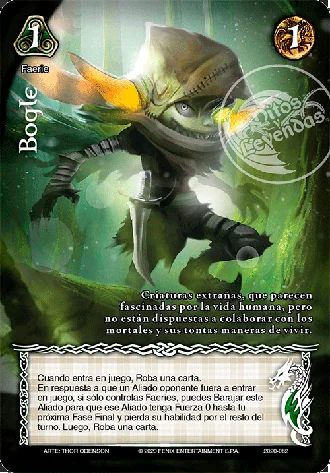 1
1
Faerie
Bogle
Mitos
Leyendas
Criaturas extrañas, que parecen
fascinadas por la vida humana, pero
no están dispuestas a colaborar con los
mortales y sus tontas maneras de vivir.
Cuando entra en juego, Roba una carta.
En respuesta a que un Aliado oponente fuera a entrar
en juego, si sólo controlas Faeries, puedes Barajar este
Aliado para que ese Aliado tenga Fuerza 0 hasta tu
próxima Fase Final y pierda su habilidad por el resto del
turno. Luego, Roba una carta.
ARTE: THOR ODENSON
© 2020 FENIX ENTERTAINMENT S.P.A.